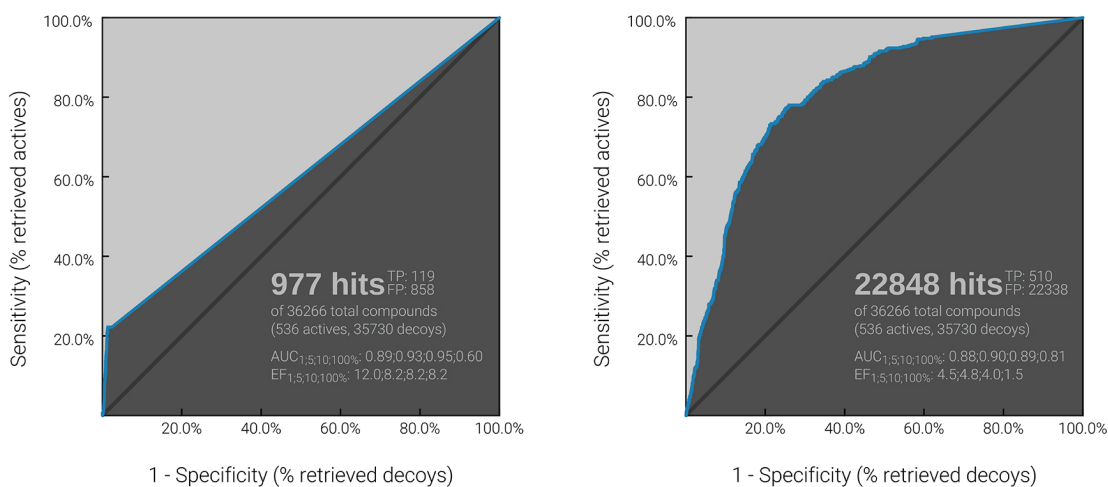 100.0%
80.0%
60.0%
40.0%
20.0%
Sensitivity (% retrieved actives)
977 hits
TP: 119
FP: 858
of 36266 total compounds
(536 actives, 35730 decoys)
AUC1;5;10;100%: 0.89;0.93;0.95;0.60
EF1;5;10;100%: 12.0;8.2;8.2;8.2
20.0% 40.0% 60.0% 80.0% 100.0%
1 - Specificity (% retrieved decoys)
100.0%
80.0%
60.0%
40.0%
20.0%
Sensitivity (% retrieved actives)
22848 hits
TP: 510
FP: 22338
of 36266 total compounds
(536 actives, 35730 decoys)
AUC1;5;10;100%: 0.88;0.90;0.89;0.81
EF1;5;10;100%: 4.5;4.8;4.0;1.5
20.0% 40.0% 60.0% 80.0% 100.0%
1 - Specificity (% retrieved decoys)